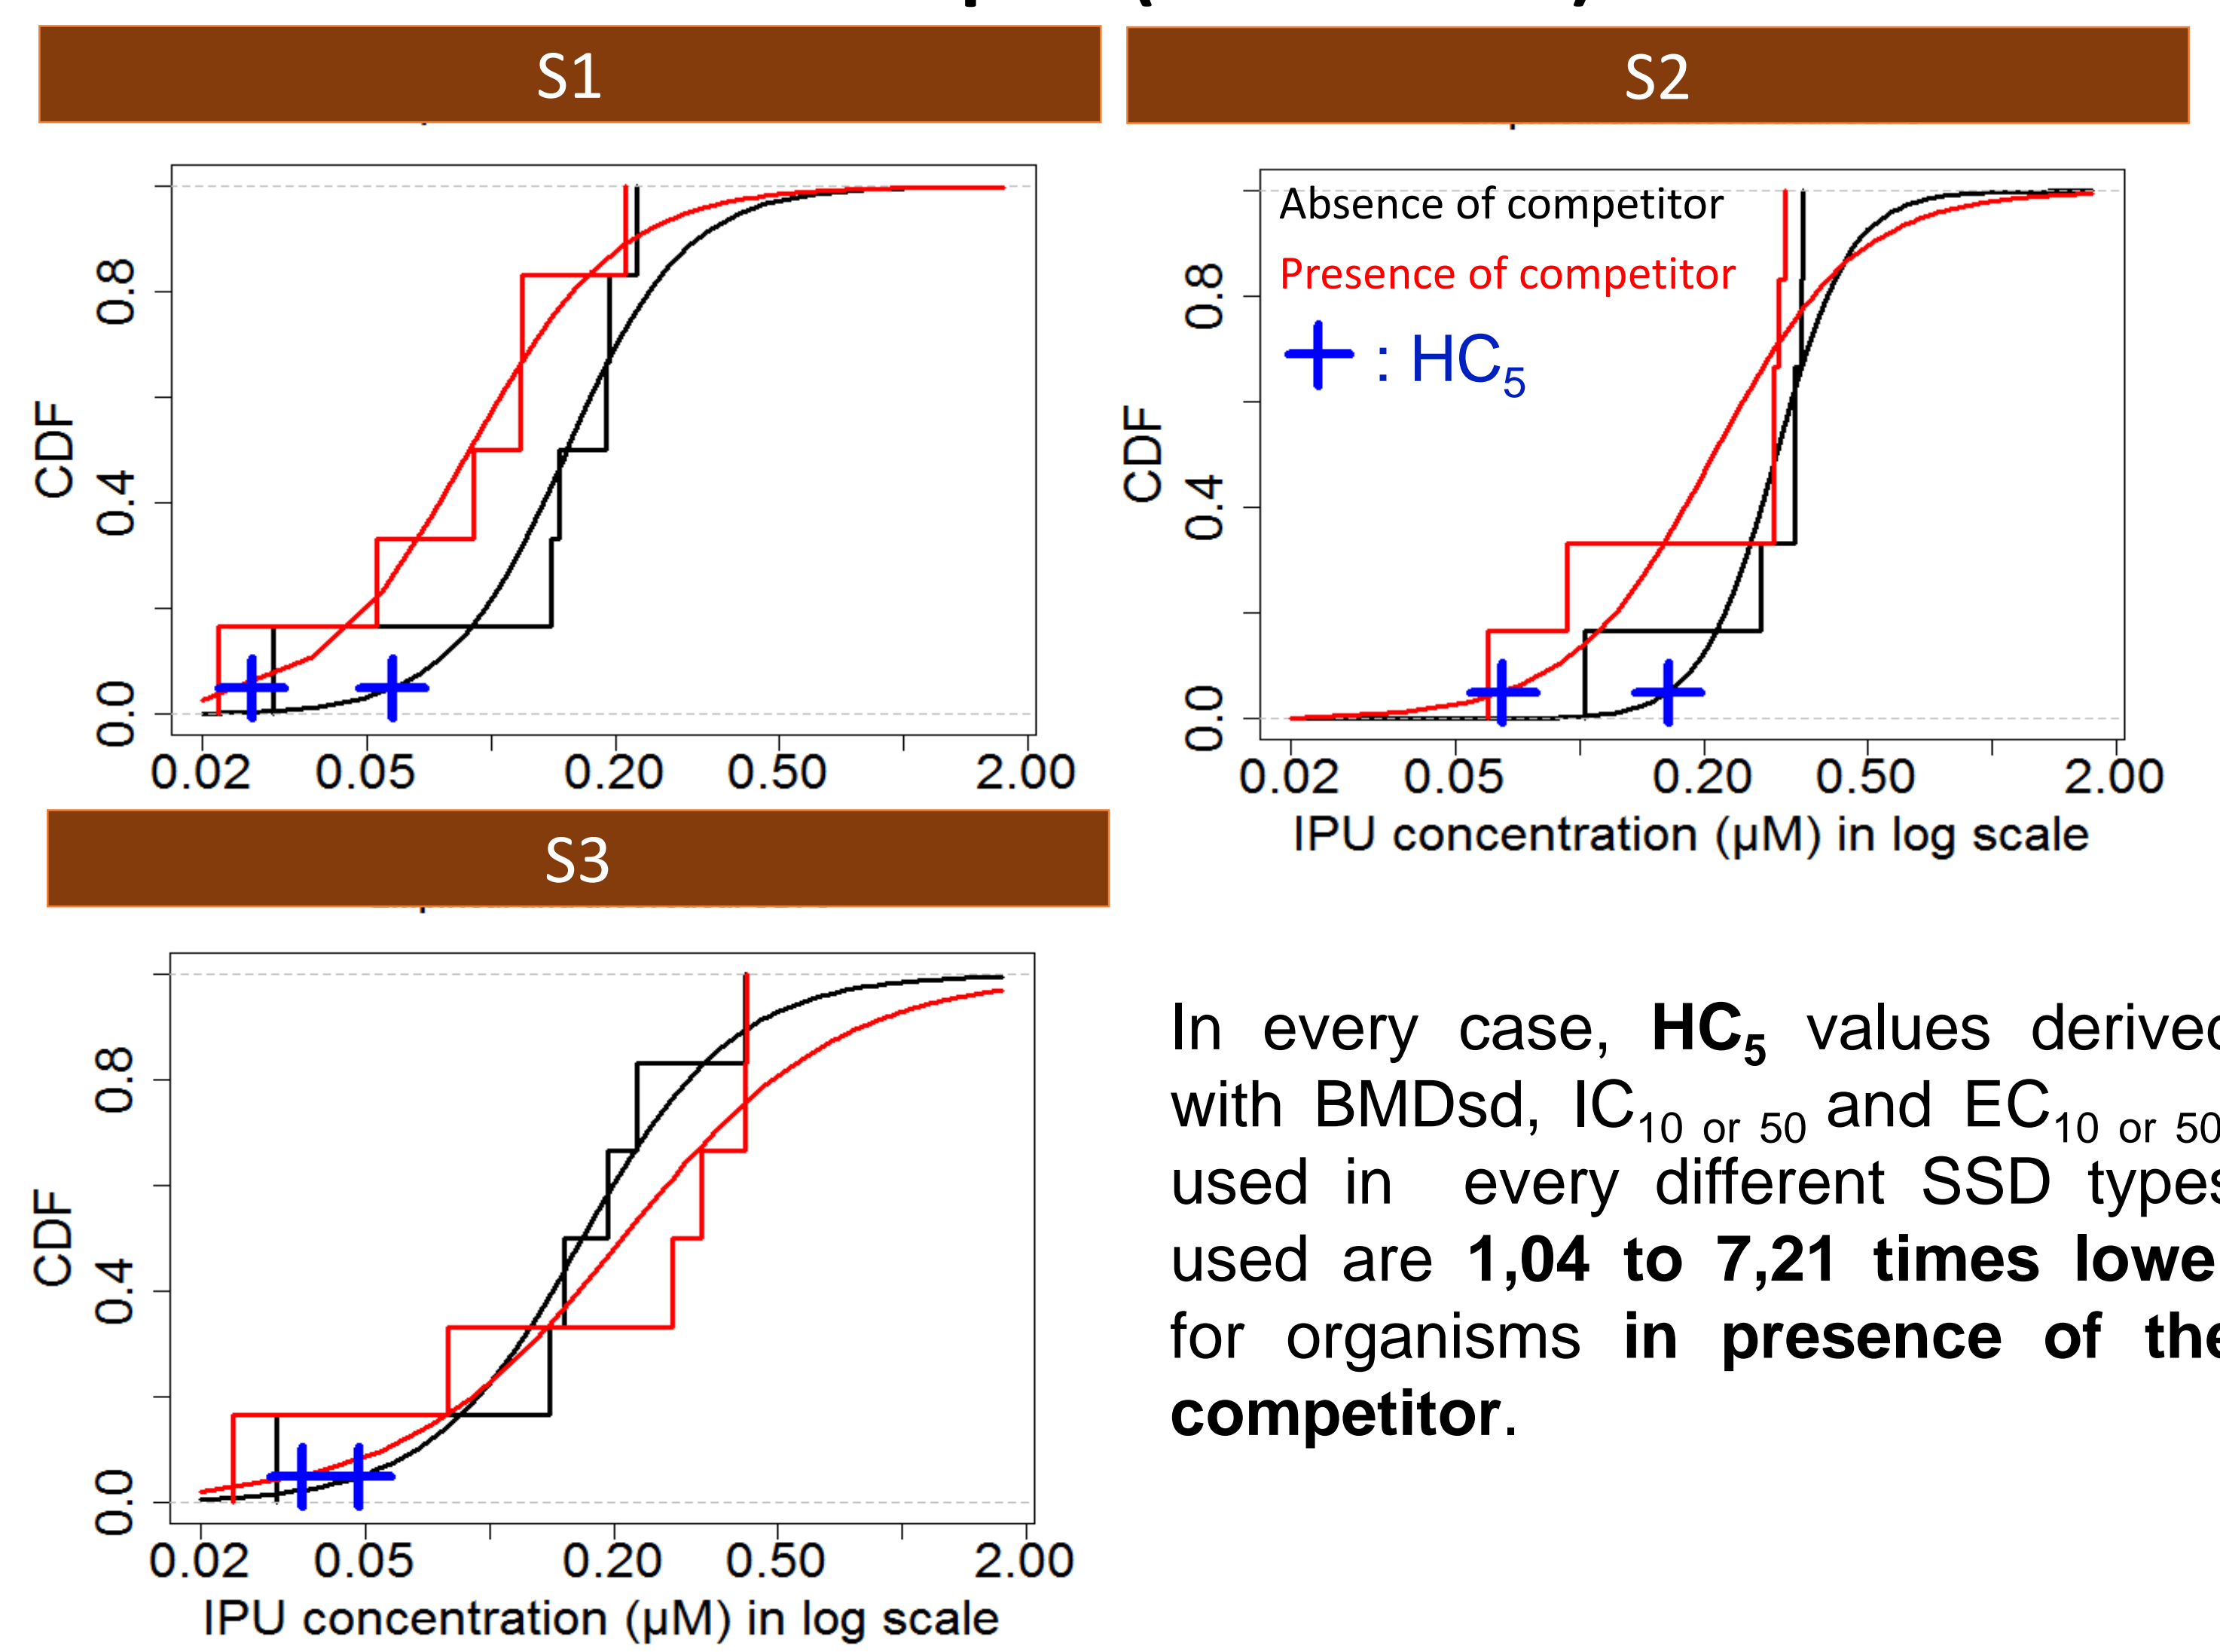 S1
S2
CDF
0.0 0.4 0.8
0.02 0.05 0.20 0.50 2.00
Absence of competitor
Presence of competitor
: HC5
CDF
0.0 0.4 0.8
0.02 0.05 0.20 0.50 2.00
IPU concentration (µM) in log scale
S3
CDF
0.0 0.4 0.8
0.02 0.05 0.20 0.50 2.00
IPU concentration (µM) in log scale
In every case, HC5 values derived
with BMDsd, IC10 or 50 and EC10 or 50
used in every different SSD types
used are 1,04 to 7,21 times lowe
for organisms in presence of the
competitor.